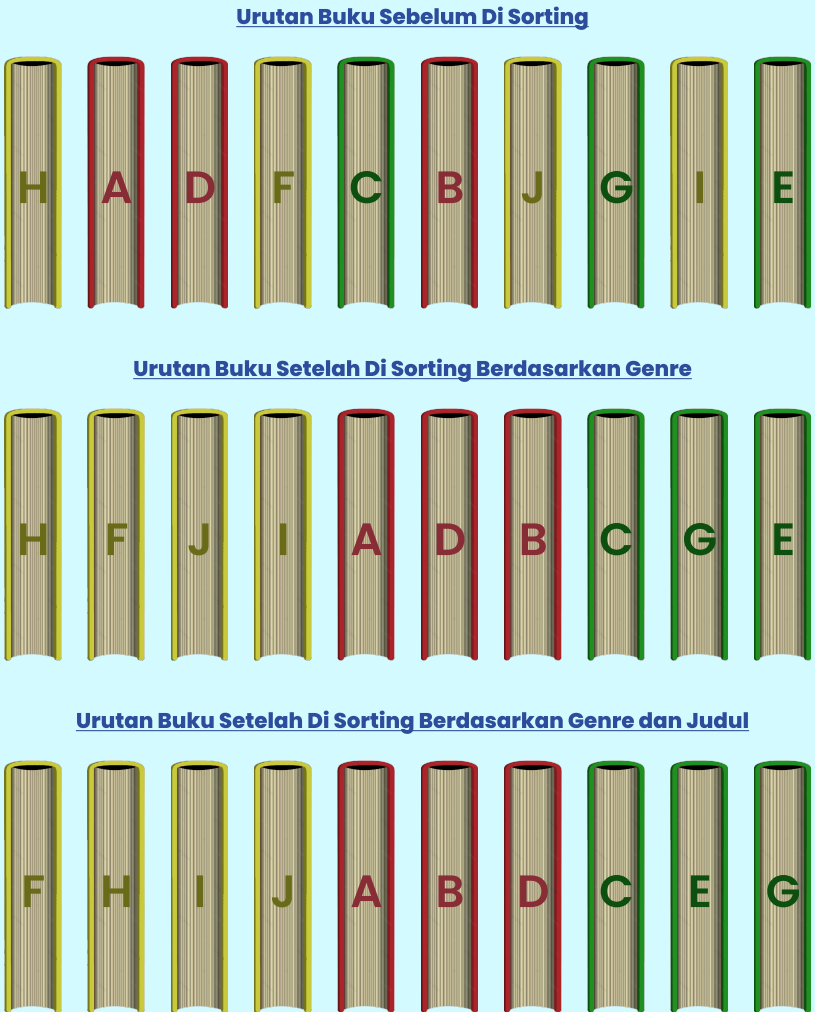 Urutan Buku Sebelum Di Sorting
H A D F C B J G I E
Urutan Buku Setelah Di Sorting Berdasarkan Genre
H F J I A D B C G E
Urutan Buku Setelah Di Sorting Berdasarkan Genre dan Judul
F H I J A B D C E G